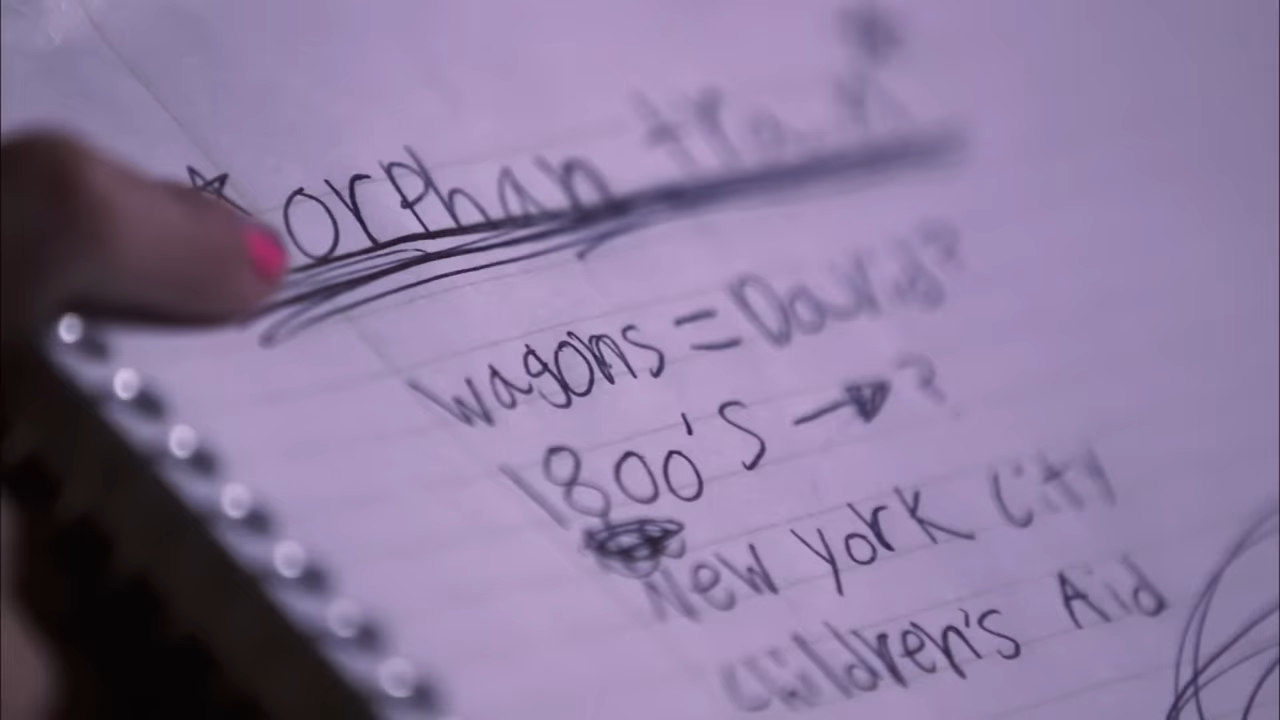 orphan train
wagons = David?
1800's → ?
New York City
Children's Aid